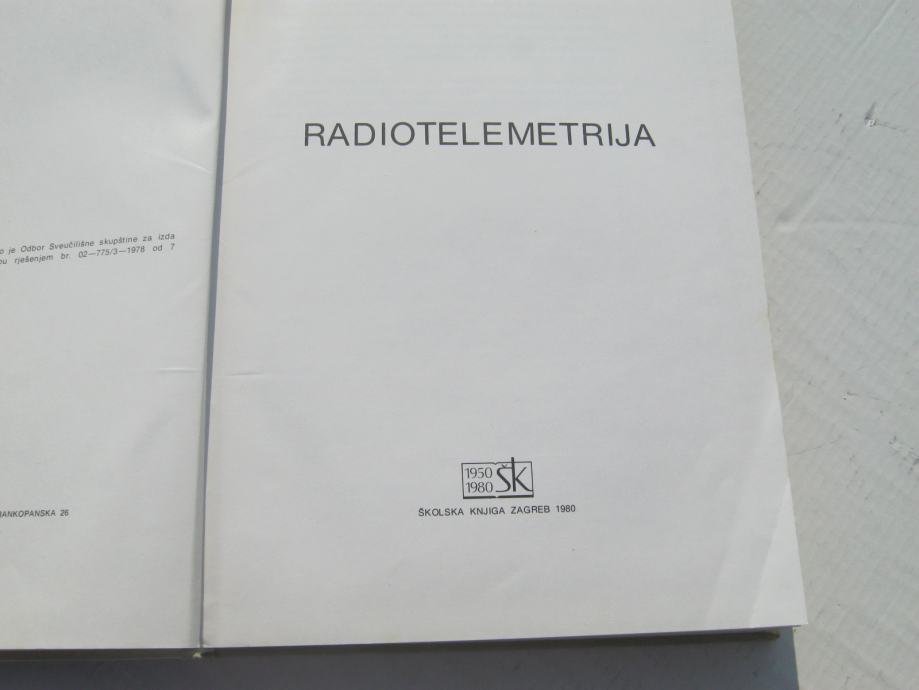 o je Odbor Sveučilišne skupštine za izda
rješenjem br. 02—775/3—1978 od 7
26
RADIOTELEMETRIJA
1950
1980
ŠK
ŠKOLSKA KNJIGA ZAGREB 1980